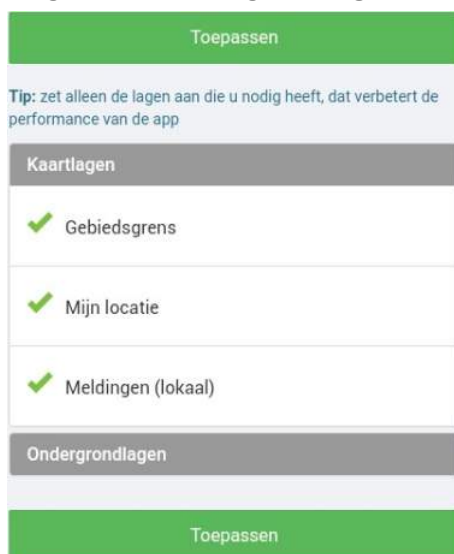 Toepassen
Tip: zet alleen de lagen aan die u nodig heeft, dat verbetert de
performance van de app
Kaartlagen
Gebiedsgrens
Mijn locatie
Meldingen (lokaal)
Ondergrondlagen
Toepassen